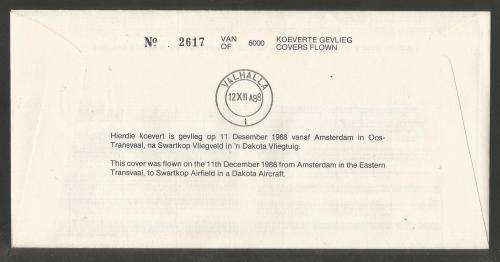 No. 2617 VAN OF 6000 KOEVERTE GEVLIEG COVERS FLOWN
VALHALLA
12 XII A88
1
Hierdie koevert is gevlieg op 11 Desember 1988 vanaf Amsterdam in Oos-
Transvaal, na Swartkop Vliegveld in 'n Dakota Vliegtuig.
This cover was flown on the 11th December 1988 from Amsterdam in the Eastern
Transvaal, to Swartkop Airfield in a Dakota Aircraft.